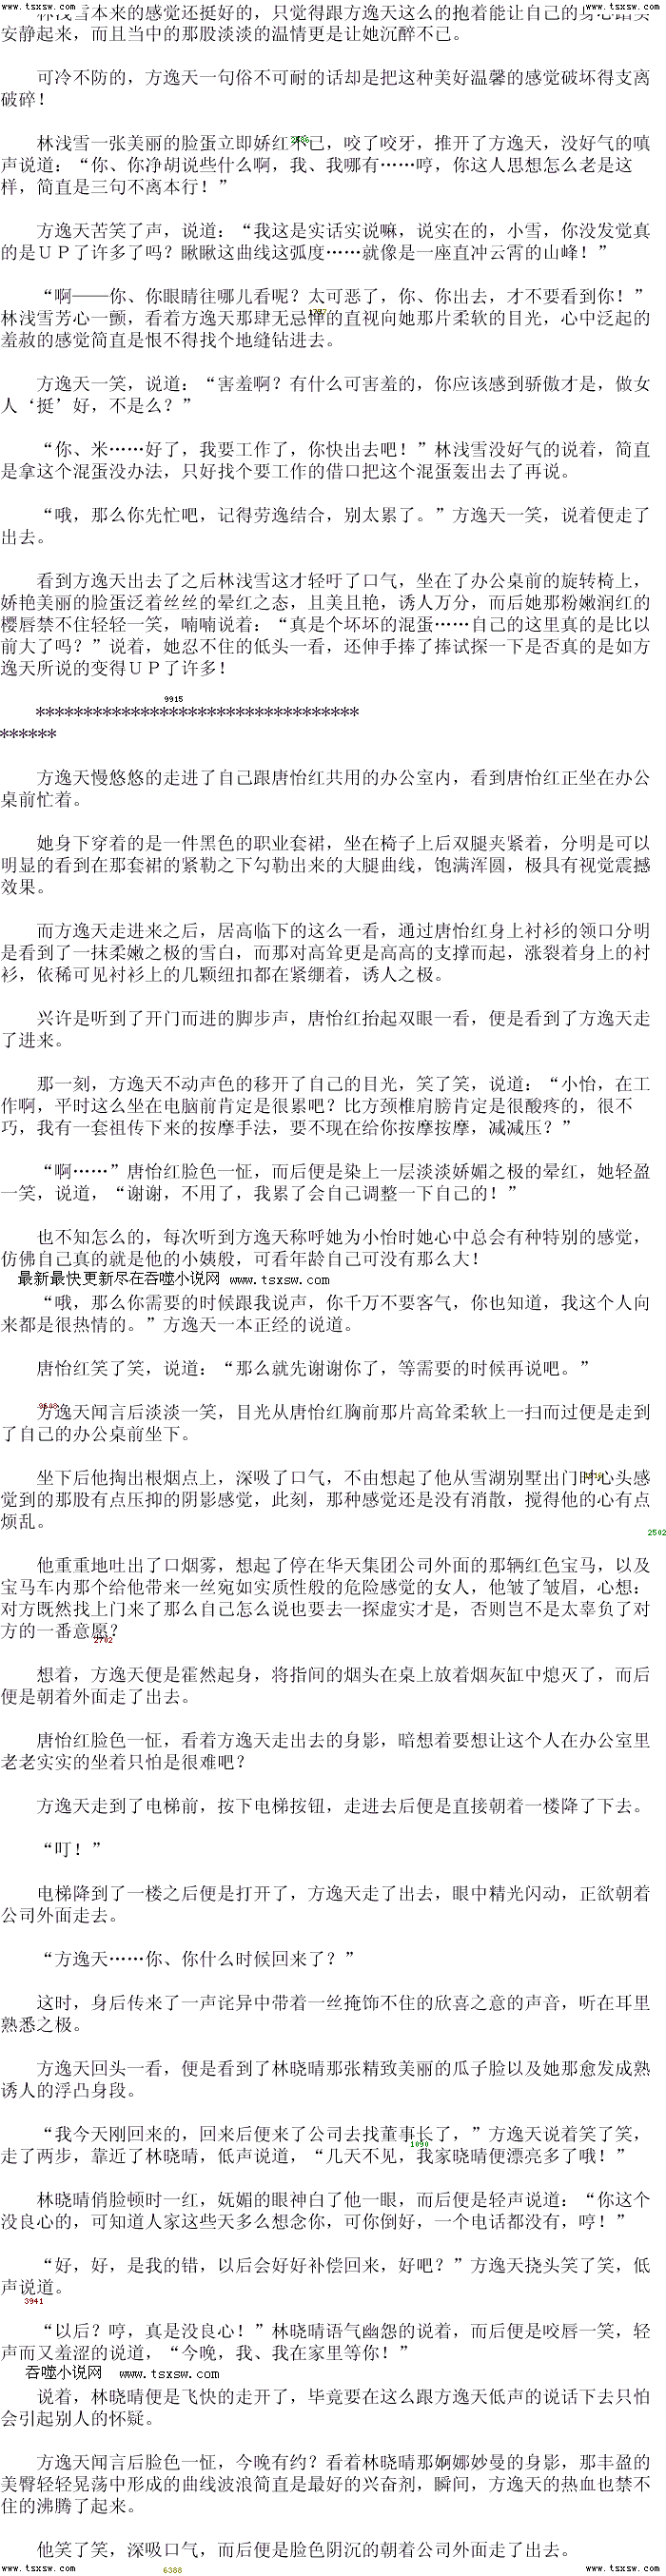 www.tsxsw.com www.tsxsw.com
林浅雪本来的感觉还挺好的，只觉得跟方逸天这么的抱着能让自己的身心踏实
安静起来，而且当中的那股淡淡的温情更是让她沉醉不已。
可冷不防的，方逸天一句俗不可耐的话却是把这种美好温馨的感觉破坏得支离
破碎！
林浅雪一张美丽的脸蛋立即娇红不已，咬了咬牙，推开了方逸天，没好气的嗔
声说道：“你、你净胡说些什么啊，我、我哪有……哼，你这人思想怎么老是这
样，简直是三句不离本行！”
方逸天苦笑了声，说道：“我这是实话实说嘛，说实在的，小雪，你没发觉真
的是ＵＰ了许多了吗？瞅瞅这曲线这弧度……就像是一座直冲云霄的山峰！”
“啊——你、你眼睛往哪儿看呢？太可恶了，你、你出去，才不要看到你！”
林浅雪芳心一颤，看着方逸天那肆无忌惮的直视向她那片柔软的目光，心中泛起的
羞赦的感觉简直是恨不得找个地缝钻进去。
方逸天一笑，说道：“害羞啊？有什么可害羞的，你应该感到骄傲才是，做女
人‘挺’好，不是么？”
“你、米……好了，我要工作了，你快出去吧！”林浅雪没好气的说着，简直
是拿这个混蛋没办法，只好找个要工作的借口把这个混蛋轰出去了再说。
“哦，那么你先忙吧，记得劳逸结合，别太累了。”方逸天一笑，说着便走了
出去。
看到方逸天出去了之后林浅雪这才轻吁了口气，坐在了办公桌前的旋转椅上，
娇艳美丽的脸蛋泛着丝丝的晕红之态，且美且艳，诱人万分，而后她那粉嫩润红的
樱唇禁不住轻轻一笑，喃喃说着：“真是个坏坏的混蛋……自己的这里真的是比以
前大了吗？”说着，她忍不住的低头一看，还伸手捧了捧试探一下是否真的是如方
逸天所说的变得ＵＰ了许多！
9915
**********************************
******
方逸天慢悠悠的走进了自己跟唐怡红共用的办公室内，看到唐怡红正坐在办公
桌前忙着。
她身下穿着的是一件黑色的职业套裙，坐在椅子上后双腿夹紧着，分明是可以
明显的看到在那套裙的紧勒之下勾勒出来的大腿曲线，饱满浑圆，极具有视觉震撼
效果。
而方逸天走进来之后，居高临下的这么一看，通过唐怡红身上衬衫的领口分明
是看到了一抹柔嫩之极的雪白，而那对高耸更是高高的支撑而起，涨裂着身上的衬
衫，依稀可见衬衫上的几颗纽扣都在紧绷着，诱人之极。
兴许是听到了开门而进的脚步声，唐怡红抬起双眼一看，便是看到了方逸天走
了进来。
那一刻，方逸天不动声色的移开了自己的目光，笑了笑，说道：“小怡，在工
作啊，平时这么坐在电脑前肯定是很累吧？比方颈椎肩膀肯定是很酸疼的，很不
巧，我有一套祖传下来的按摩手法，要不现在给你按摩按摩，减减压？”
“啊……”唐怡红脸色一怔，而后便是染上一层淡淡娇媚之极的晕红，她轻盈
一笑，说道，“谢谢，不用了，我累了会自己调整一下自己的！”
也不知怎么的，每次听到方逸天称呼她为小怡时她心中总会有种特别的感觉，
仿佛自己真的就是他的小姨般，可看年龄自己可没有那么大！
最新最快更新尽在吞噬小说网 www.tsxsw.com
“哦，那么你需要的时候跟我说声，你千万不要客气，你也知道，我这个人向
来都是很热情的。”方逸天一本正经的说道。
唐怡红笑了笑，说道：“那么就先谢谢你了，等需要的时候再说吧。”
方逸天闻言后淡淡一笑，目光从唐怡红胸前那片高耸柔软上一扫而过便是走到
了自己的办公桌前坐下。
坐下后他掏出根烟点上，深吸了口气，不由想起了他从雪湖别墅出门时心头感
觉到的那股有点压抑的阴影感觉，此刻，那种感觉还是没有消散，搅得他的心有点
烦乱。
2502
他重重地吐出了口烟雾，想起了停在华天集团公司外面的那辆红色宝马，以及
宝马车内那个给他带来一丝宛如实质性般的危险感觉的女人，他皱了皱眉，心想：
对方既然找上门来了那么自己怎么说也要去一探虚实才是，否则岂不是太辜负了对
方的一番意愿？
2702
想着，方逸天便是霍然起身，将指间的烟头在桌上放着烟灰缸中熄灭了，而后
便是朝着外面走了出去。
唐怡红脸色一怔，看着方逸天走出去的身影，暗想着要想让这个人在办公室里
老老实实的坐着只怕是很难吧？
方逸天走到了电梯前，按下电梯按钮，走进去后便是直接朝着一楼降了下去。
“叮！”
电梯降到了一楼之后便是打开了，方逸天走了出去，眼中精光闪动，正欲朝着
公司外面走去。
“方逸天……你、你什么时候回来了？”
这时，身后传来了一声诧异中带着一丝掩饰不住的欣喜之意的声音，听在耳里
熟悉之极。
方逸天回头一看，便是看到了林晓晴那张精致美丽的瓜子脸以及她那愈发成熟
诱人的浮凸身段。
“我今天刚回来的，回来后便来了公司去找董事长了，”方逸天说着笑了笑，
走了两步，靠近了林晓晴，低声说道，“几天不见，我家晓晴便漂亮多了哦！”
1090
林晓晴俏脸顿时一红，妩媚的眼神白了他一眼，而后便是轻声说道：“你这个
没良心的，可知道人家这些天多么想念你，可你倒好，一个电话都没有，哼！”
“好，好，是我的错，以后会好好补偿回来，好吧？”方逸天挠头笑了笑，低
声说道。
3941
“以后？哼，真是没良心！”林晓晴语气幽怨的说着，而后便是咬唇一笑，轻
声而又羞涩的说道，“今晚，我、我在家里等你！”
吞噬小说网 www.tsxsw.com
说着，林晓晴便是飞快的走开了，毕竟要在这么跟方逸天低声的说话下去只怕
会引起别人的怀疑。
方逸天闻言后脸色一怔，今晚有约？看着林晓晴那婀娜妙曼的身影，那丰盈的
美臀轻轻晃荡中形成的曲线波浪简直是最好的兴奋剂，瞬间，方逸天的热血也禁不
住的沸腾了起来。
他笑了笑，深吸口气，而后便是脸色阴沉的朝着公司外面走了出去。
www.tsxsw.com 6388 www.tsxsw.com